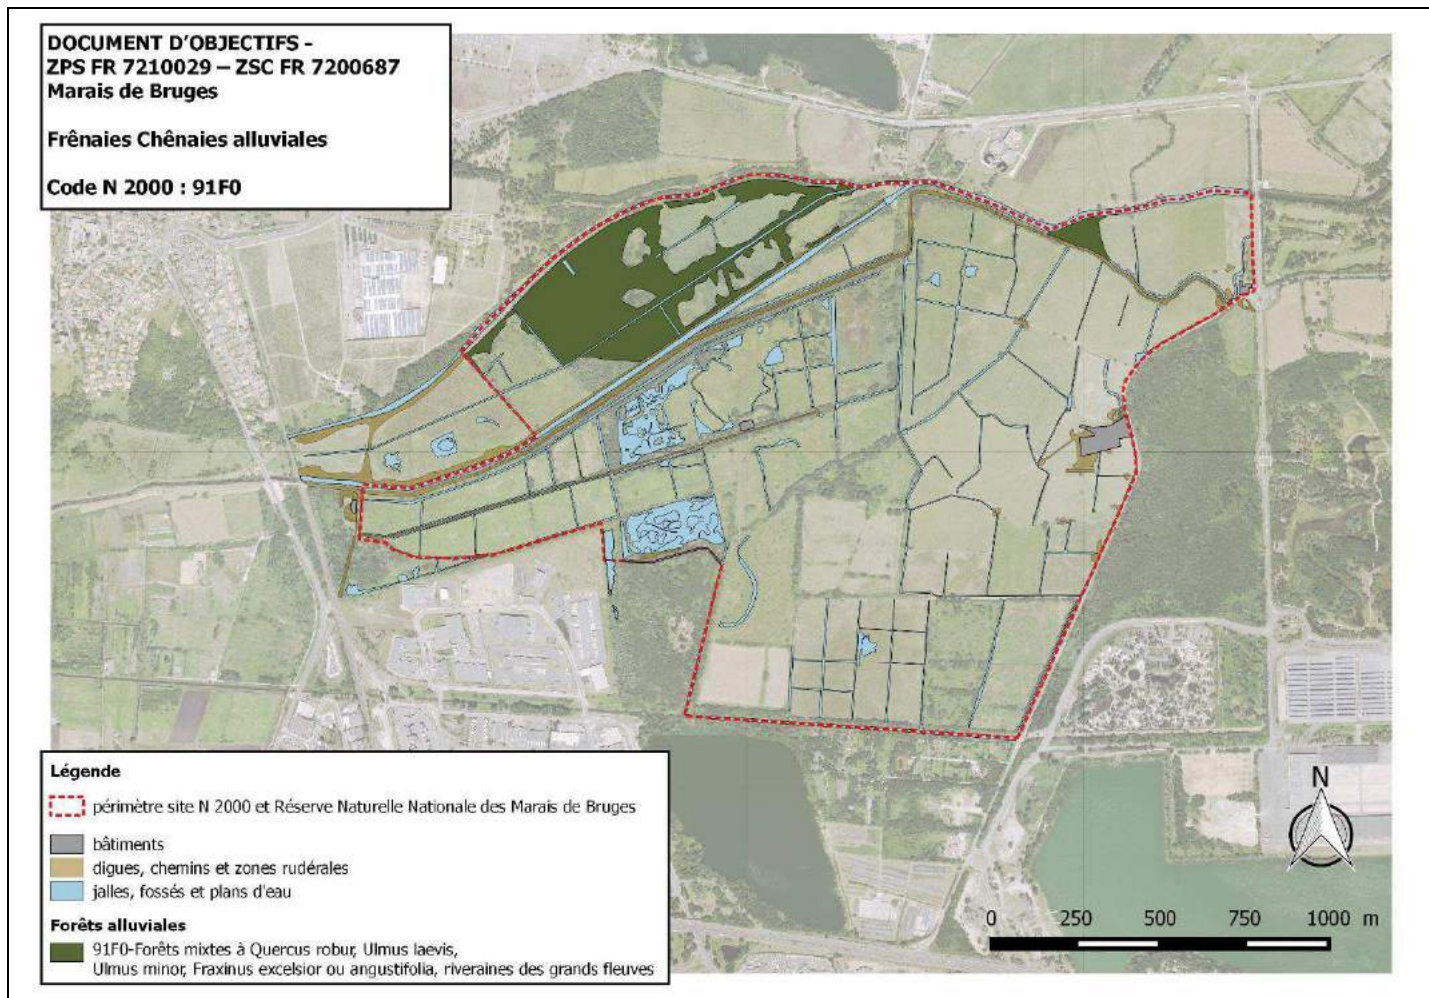 DOCUMENT D'OBJECTIFS -
ZPS FR 7210029 – ZSC FR 7200687
Marais de Bruges
Frênaies Chênaies alluviales
Code N 2000 : 91F0
Légende
périmètre site N 2000 et Réserve Naturelle Nationale des Marais de Bruges
bâtiments
digues, chemins et zones rudérales
jalles, fossés et plans d'eau
Forêts alluviales
91F0-Forêts mixtes à Quercus robur, Ulmus laevis,
Ulmus minor, Fraxinus excelsior ou angustifolia, riveraines des grands fleuves
N
0 250 500 750 1000 m